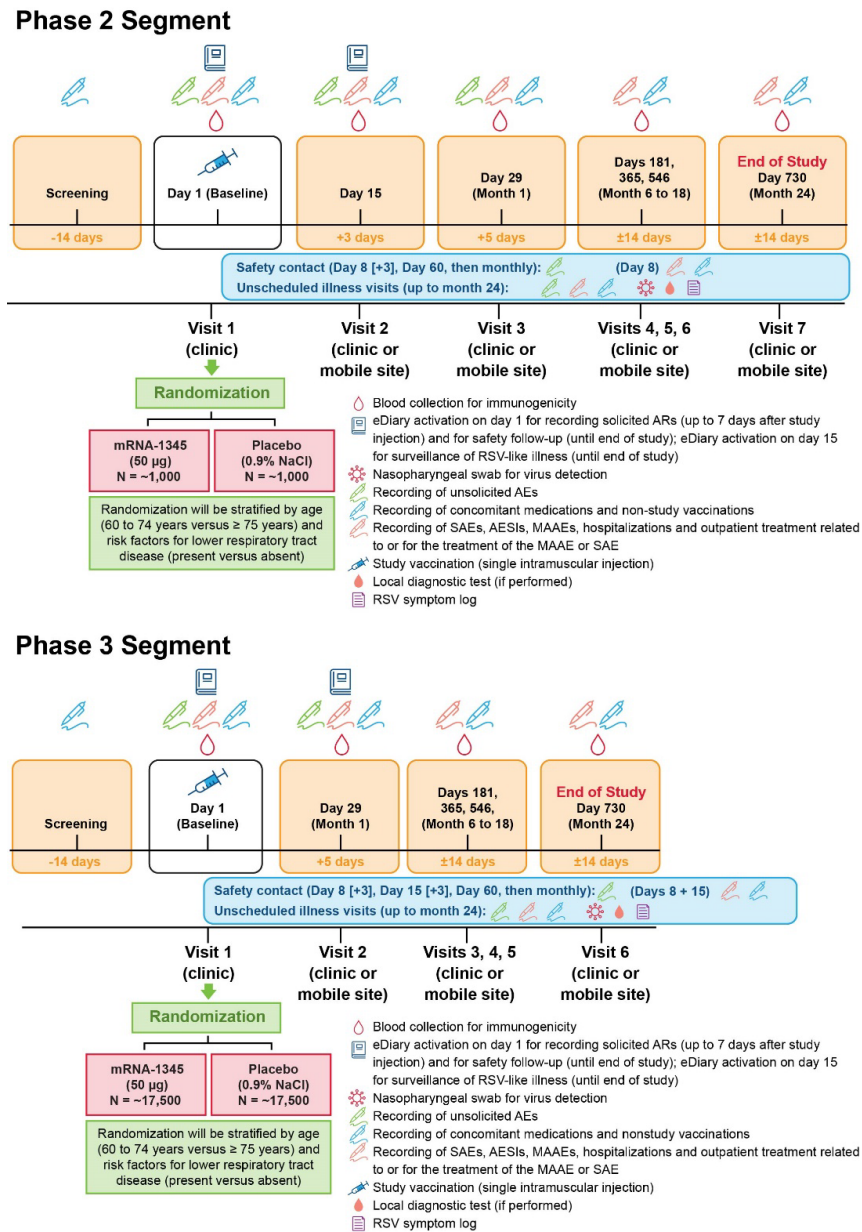 Phase 2 Segment
Screening
Day 1 (Baseline)
Day 15
Day 29
(Month 1)
Days 181,
365, 546
(Month 6 to 18)
End of Study
Day 730
(Month 24)
-14 days
+3 days
+5 days
±14 days
±14 days
Safety contact (Day 8 [+3], Day 60, then monthly): (Day 8)
Unscheduled illness visits (up to month 24):
Visit 1
(clinic)
Visit 2
(clinic or
mobile site)
Visit 3
(clinic or
mobile site)
Visits 4, 5, 6
(clinic or
mobile site)
Visit 7
(clinic or
mobile site)
Randomization
mRNA-1345
(50 µg)
N = ~1,000
Placebo
(0.9% NaCl)
N = ~1,000
Randomization will be stratified by age
(60 to 74 years versus ≥ 75 years) and
risk factors for lower respiratory tract
disease (present versus absent)
Blood collection for immunogenicity
eDiary activation on day 1 for recording solicited ARs (up to 7 days after study
injection) and for safety follow-up (until end of study); eDiary activation on day 15
for surveillance of RSV-like illness (until end of study)
Nasopharyngeal swab for virus detection
Recording of unsolicited AEs
Recording of concomitant medications and non-study vaccinations
Recording of SAEs, AESIs, MAAEs, hospitalizations and outpatient treatment related
to or for the treatment of the MAAE or SAE
Study vaccination (single intramuscular injection)
Local diagnostic test (if performed)
RSV symptom log
Phase 3 Segment
Screening
Day 1
(Baseline)
Day 29
(Month 1)
Days 181,
365, 546,
(Month 6 to 18)
End of Study
Day 730
(Month 24)
-14 days
+5 days
±14 days
±14 days
Safety contact (Day 8 [+3], Day 15 [+3], Day 60, then monthly): (Days 8 + 15)
Unscheduled illness visits (up to month 24):
Visit 1
(clinic)
Visit 2
(clinic or
mobile site)
Visits 3, 4, 5
(clinic or
mobile site)
Visit 6
(clinic or
mobile site)
Randomization
mRNA-1345
(50 µg)
N = ~17,500
Placebo
(0.9% NaCl)
N = ~17,500
Randomization will be stratified by age
(60 to 74 years versus ≥ 75 years) and
risk factors for lower respiratory tract
disease (present versus absent)
Blood collection for immunogenicity
eDiary activation on day 1 for recording solicited ARs (up to 7 days after study
injection) and for safety follow-up (until end of study); eDiary activation on day 15
for surveillance of RSV-like illness (until end of study)
Nasopharyngeal swab for virus detection
Recording of unsolicited AEs
Recording of concomitant medications and nonstudy vaccinations
Recording of SAEs, AESIs, MAAEs, hospitalizations and outpatient treatment related
to or for the treatment of the MAAE or SAE
Study vaccination (single intramuscular injection)
Local diagnostic test (if performed)
RSV symptom log